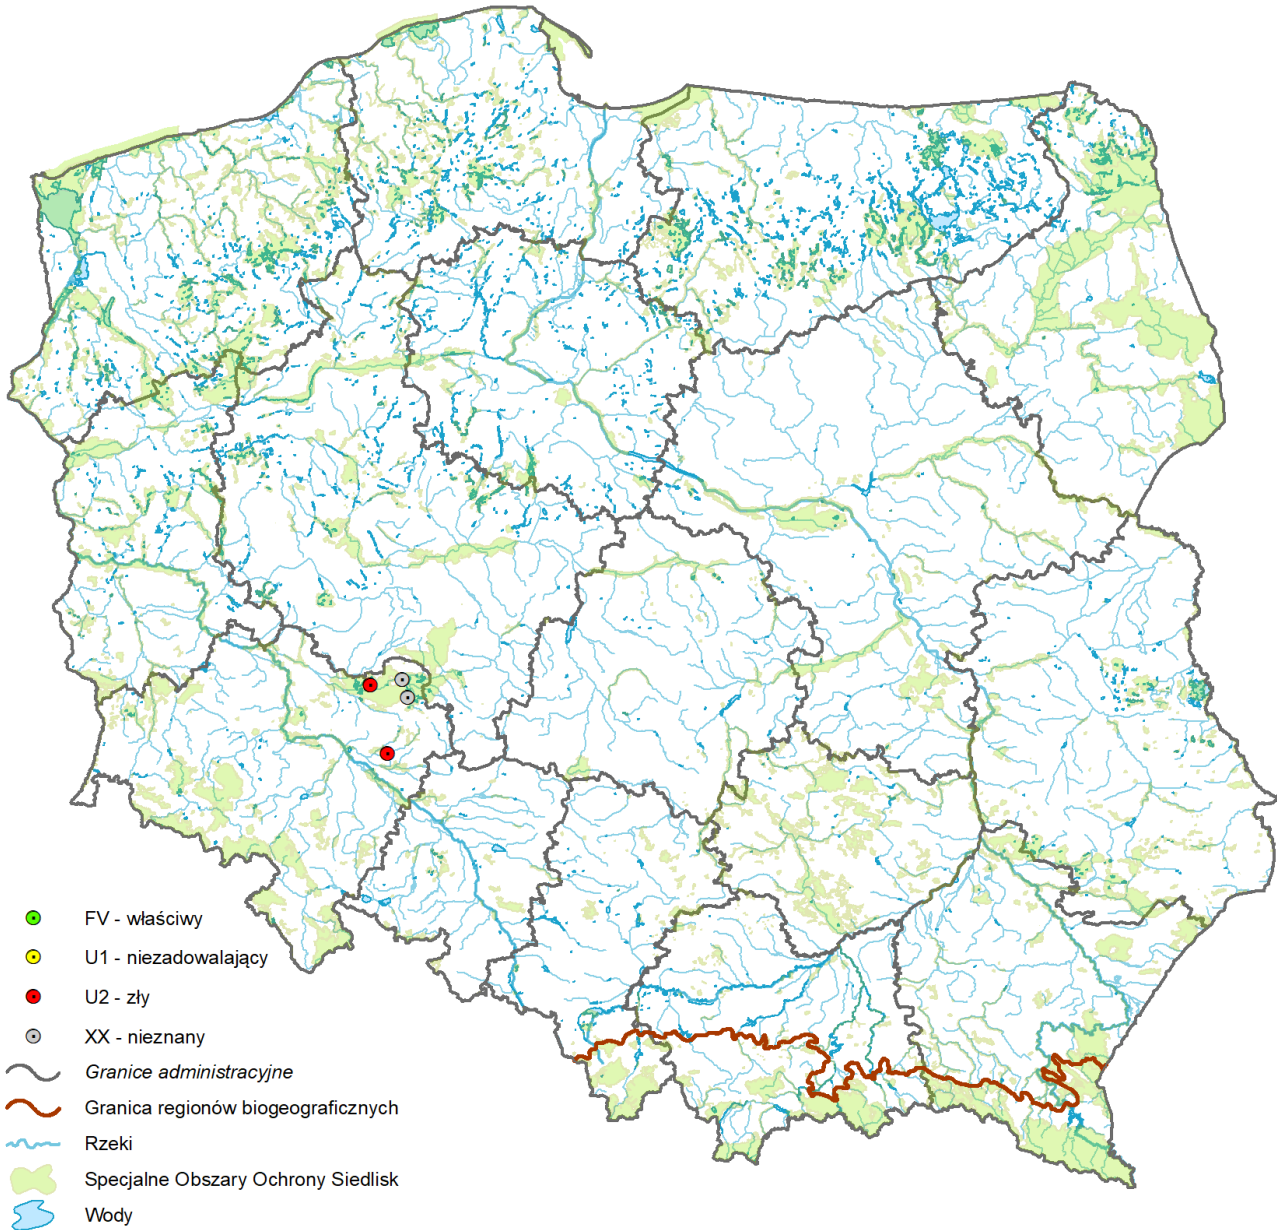 FV - właściwy
U1 - niezadowalający
U2 - zły
XX - nieznany
Granice administracyjne
Granica regionów biogeograficznych
Rzeki
Specjalne Obszary Ochrony Siedlisk
Wody